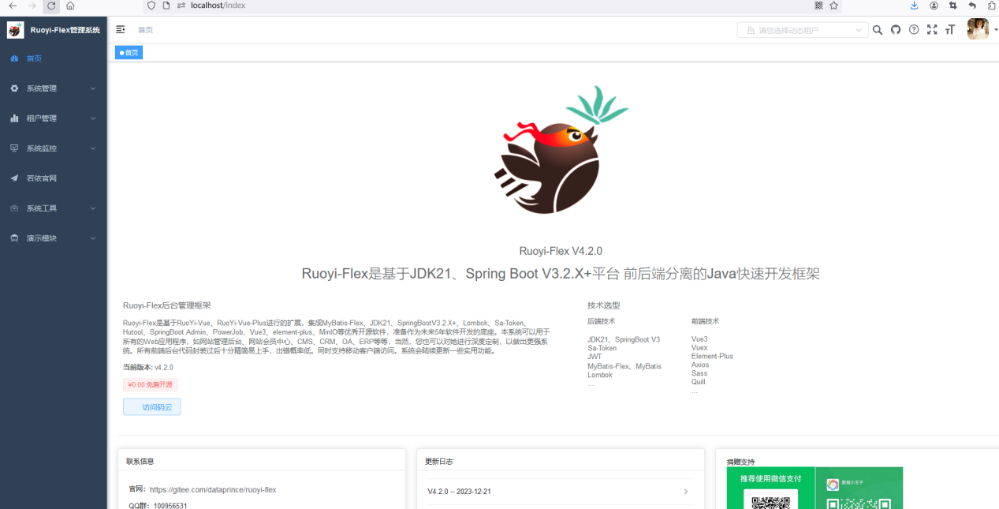 localhost/index
Ruoyi-Flex管理系统
首页
请您选择动态租户
首页
首页
系统管理
租户管理
系统监控
若依官网
系统工具
演示模块
Ruoyi-Flex V4.2.0
Ruoyi-Flex是基于JDK21、Spring Boot V3.2.X+平台 前后端分离的Java快速开发框架
Ruoyi-Flex后台管理框架
Ruoyi-Flex是基于RuoYi-Vue、RuoYi-Vue-Plus进行的扩展，集成MyBatis-Flex、JDK21、SpringBootV3.2.X+、Lombok、Sa-Token、
Hutool、SpringBoot Admin、PowerJob、Vue3、element-plus、MinIO等优秀开源软件，准备作为未来5年软件开发的底座。本系统可以用于
所有的Web应用程序，如网站管理后台、网站会员中心、CMS、CRM、OA、ERP等等，当然，您也可以对她进行深度定制，以做出更强系
统。所有前端后台代码封装过后十分精简易上手，出错概率低。同时支持移动客户端访问。系统会陆续更新一些实用功能。
当前版本: v4.2.0
¥0.00 免费开源
访问码云
技术选型
后端技术
JDK21、SpringBoot V3
Sa-Token
JWT
MyBatis-Flex、MyBatis
Lombok
...
前端技术
Vue3
Vuex
Element-Plus
Axios
Sass
Quill
...
联系信息
官网：https://gitee.com/dataprince/ruoyi-flex
QQ群：100956531
更新日志
V4.2.0 – 2023-12-21
捐赠支持
推荐使用微信支付
数据小王子